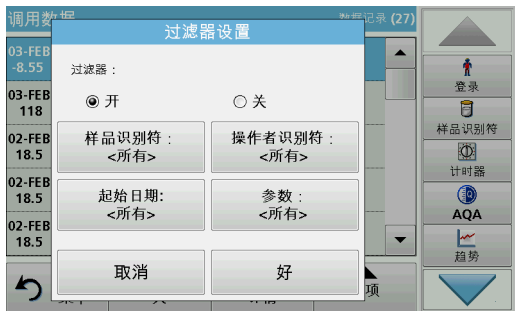 调用数据
数据记录 (27)
过滤器设置
03-FEB
-8.55
过滤器：
登录
03-FEB
118
开
关
样品识别符
02-FEB
18.5
样品识别符：
<所有>
操作者识别符：
<所有>
计时器
02-FEB
18.5
起始日期:
<所有>
参数：
<所有>
AQA
02-FEB
18.5
趋势
取消
好
项